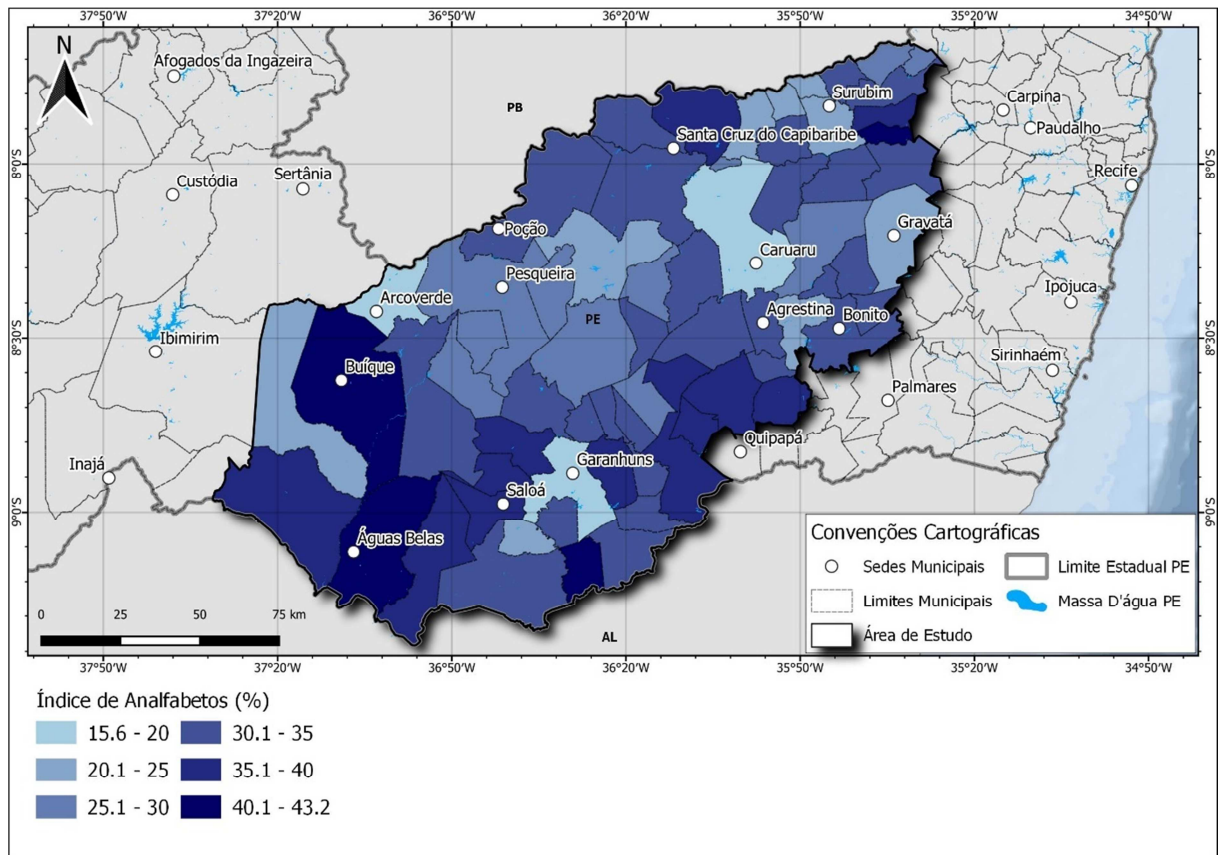 37°50'W 37°20'W 36°50'W 36°20'W 35°50'W 35°20'W 34°50'W
N
Afogados da Ingazeira
PB
Surubim
Carpina
Santa Cruz do Capibaribe
Paudalho
8°0'S
8°0'S
Custódia
Sertânia
Recife
Poção
Gravatá
Caruaru
Pesqueira
Arcoverde
Ipojuca
PE
Agrestina
Bonito
8°30'S
8°30'S
Ibimirim
Sirinhaém
Buíque
Palmares
Quipapá
Inajá
Garanhuns
Saloá
9°0'S
9°0'S
Águas Belas
Convenções Cartográficas
Sedes Municipais
Limite Estadual PE
Limites Municipais
Massa D'água PE
Área de Estudo
0 25 50 75 km
AL
37°50'W 37°20'W 36°50'W 36°20'W 35°50'W 35°20'W 34°50'W
Índice de Analfabetos (%)
15.6 - 20 30.1 - 35
20.1 - 25 35.1 - 40
25.1 - 30 40.1 - 43.2